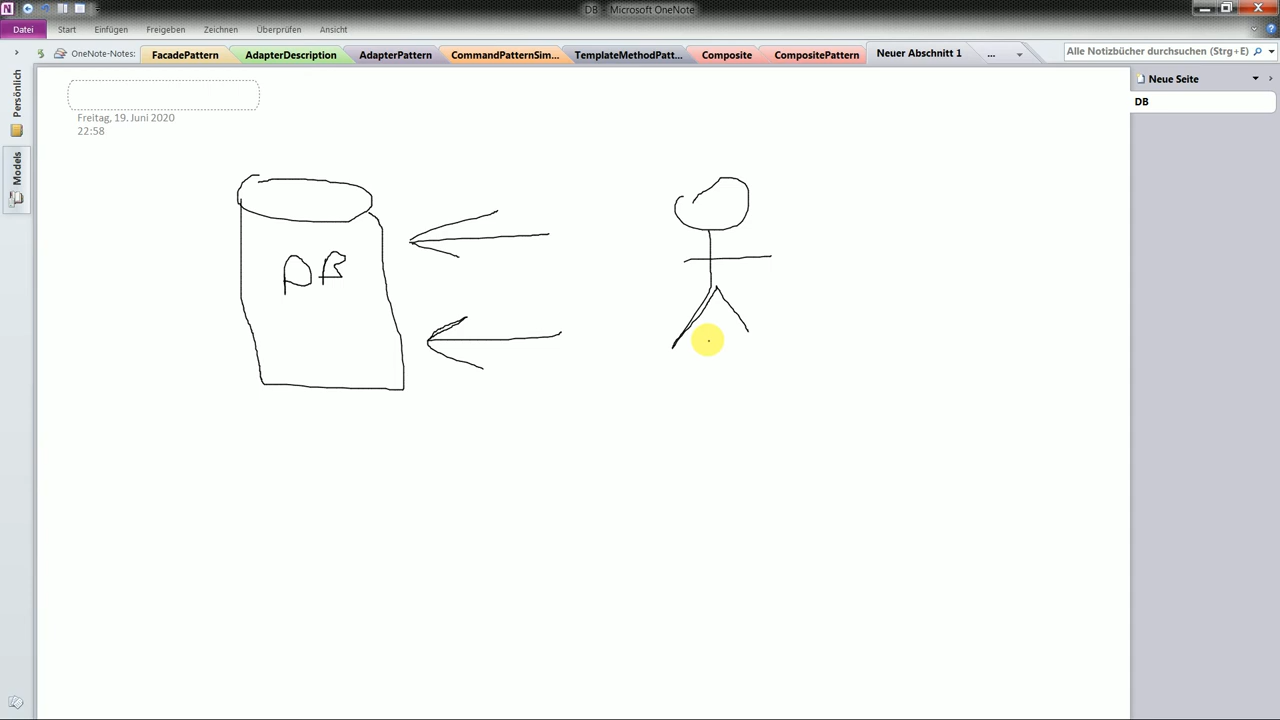 DB - Microsoft OneNote
Datei Start Einfügen Freigeben Zeichnen Überprüfen Ansicht
OneNote-Notes: FacadePattern AdapterDescription AdapterPattern CommandPatternSim... TemplateMethodPatt... Composite CompositePattern Neuer Abschnitt 1 ... Alle Notizbücher durchsuchen (Strg+E)
Persönlich
Models
Neue Seite
DB
Freitag, 19. Juni 2020
22:58
DB